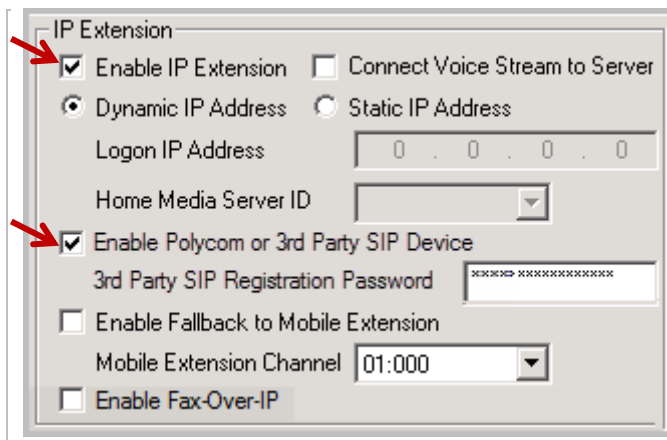 IP Extension
Enable IP Extension Connect Voice Stream to Server
Dynamic IP Address Static IP Address
Logon IP Address 0 . 0 . 0 . 0
Home Media Server ID
Enable Polycom or 3rd Party SIP Device
3rd Party SIP Registration Password
Enable Fallback to Mobile Extension
Mobile Extension Channel 01:000
Enable Fax-Over-IP